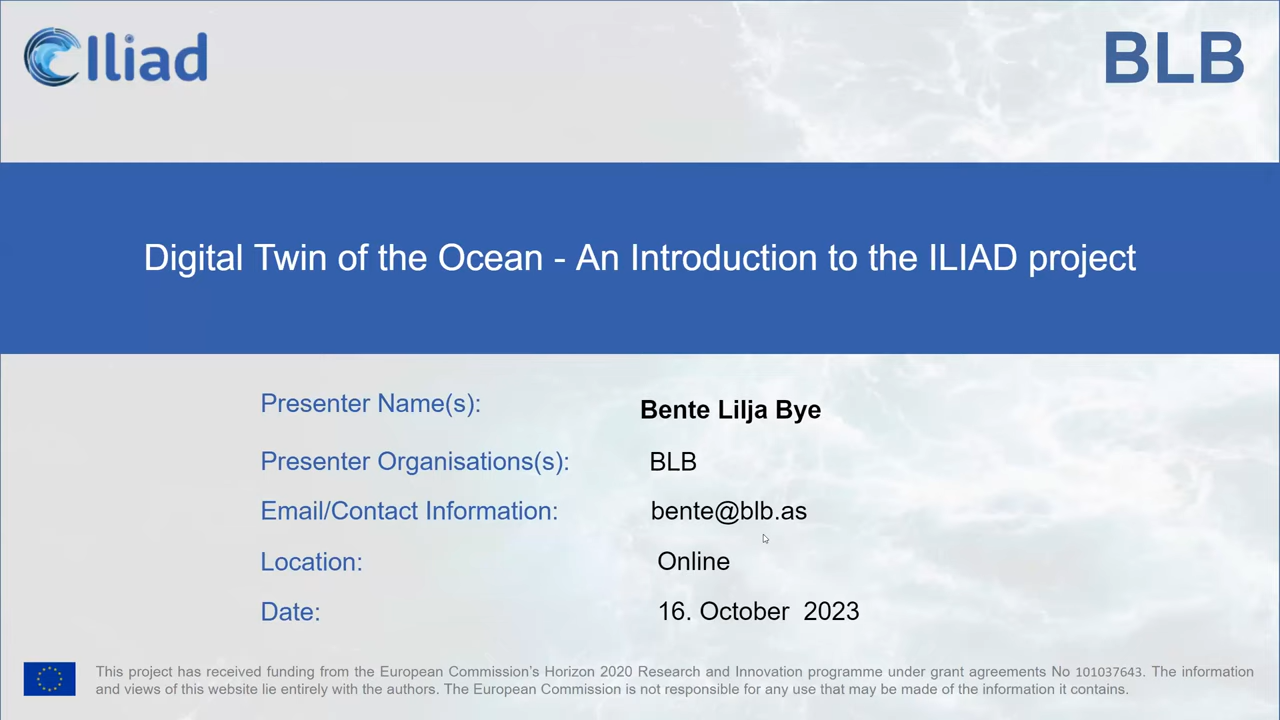 Iliad
BLB
Digital Twin of the Ocean - An Introduction to the ILIAD project
Presenter Name(s):
Bente Lilja Bye
Presenter Organisations(s):
BLB
Email/Contact Information:
bente@blb.as
Location:
Online
Date:
16. October 2023
This project has received funding from the European Commission’s Horizon 2020 Research and Innovation programme under grant agreements No 101037643. The information
and views of this website lie entirely with the authors. The European Commission is not responsible for any use that may be made of the information it contains.